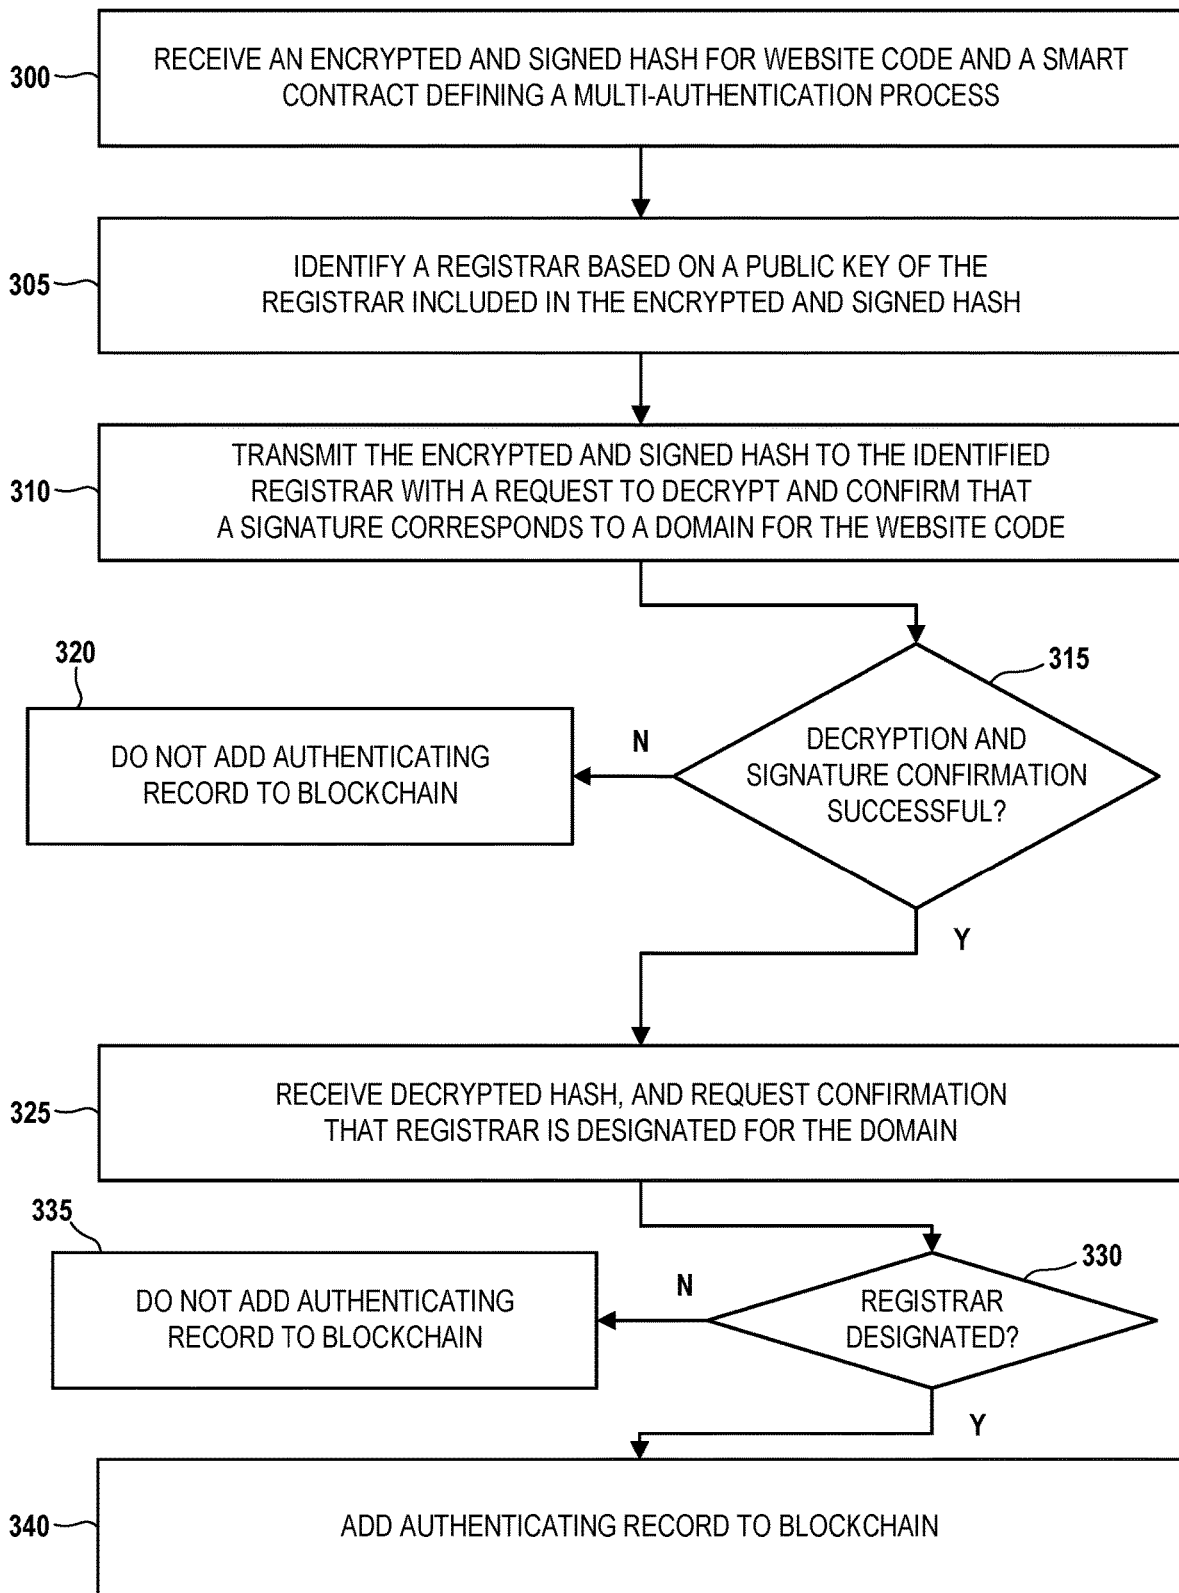 300
RECEIVE AN ENCRYPTED AND SIGNED HASH FOR WEBSITE CODE AND A SMART
CONTRACT DEFINING A MULTI-AUTHENTICATION PROCESS
305
IDENTIFY A REGISTRAR BASED ON A PUBLIC KEY OF THE
REGISTRAR INCLUDED IN THE ENCRYPTED AND SIGNED HASH
310
TRANSMIT THE ENCRYPTED AND SIGNED HASH TO THE IDENTIFIED
REGISTRAR WITH A REQUEST TO DECRYPT AND CONFIRM THAT
A SIGNATURE CORRESPONDS TO A DOMAIN FOR THE WEBSITE CODE
315
DECRYPTION AND
SIGNATURE CONFIRMATION
SUCCESSFUL?
N
320
DO NOT ADD AUTHENTICATING
RECORD TO BLOCKCHAIN
Y
325
RECEIVE DECRYPTED HASH, AND REQUEST CONFIRMATION
THAT REGISTRAR IS DESIGNATED FOR THE DOMAIN
330
REGISTRAR
DESIGNATED?
N
335
DO NOT ADD AUTHENTICATING
RECORD TO BLOCKCHAIN
Y
340
ADD AUTHENTICATING RECORD TO BLOCKCHAIN